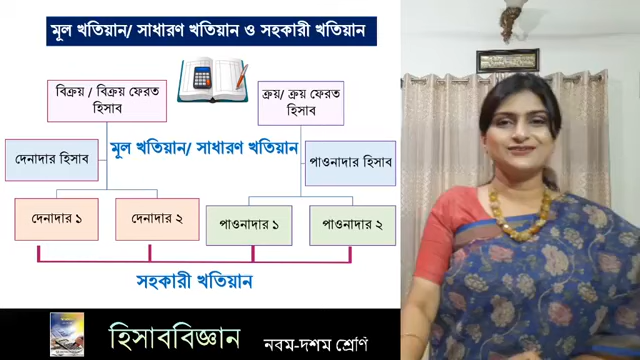 মূল খতিয়ান/ সাধারণ খতিয়ান ও সহকারী খতিয়ান
বিক্রয় / বিক্রয় ফেরত
হিসাব
ক্রয়/ ক্রয় ফেরত
হিসাব
দেনাদার হিসাব
মূল খতিয়ান/ সাধারণ খতিয়ান
পাওনাদার হিসাব
দেনাদার ১
দেনাদার ২
পাওনাদার ১
পাওনাদার ২
সহকারী খতিয়ান
হিসাববিজ্ঞান
নবম-দশম শ্রেণি